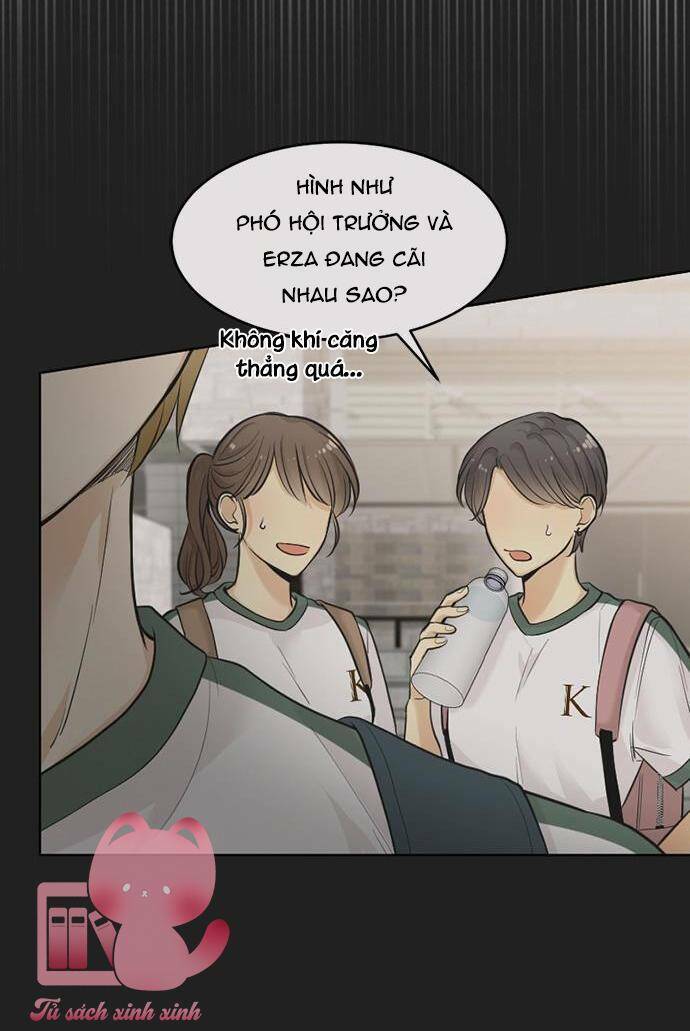 HÌNH NHƯ
PHÓ HỘI TRƯỞNG VÀ
ERZA ĐANG CÃI
NHAU SAO?
Không khí căng
thẳng quá...
K
K
Tủ sách xinh xinh